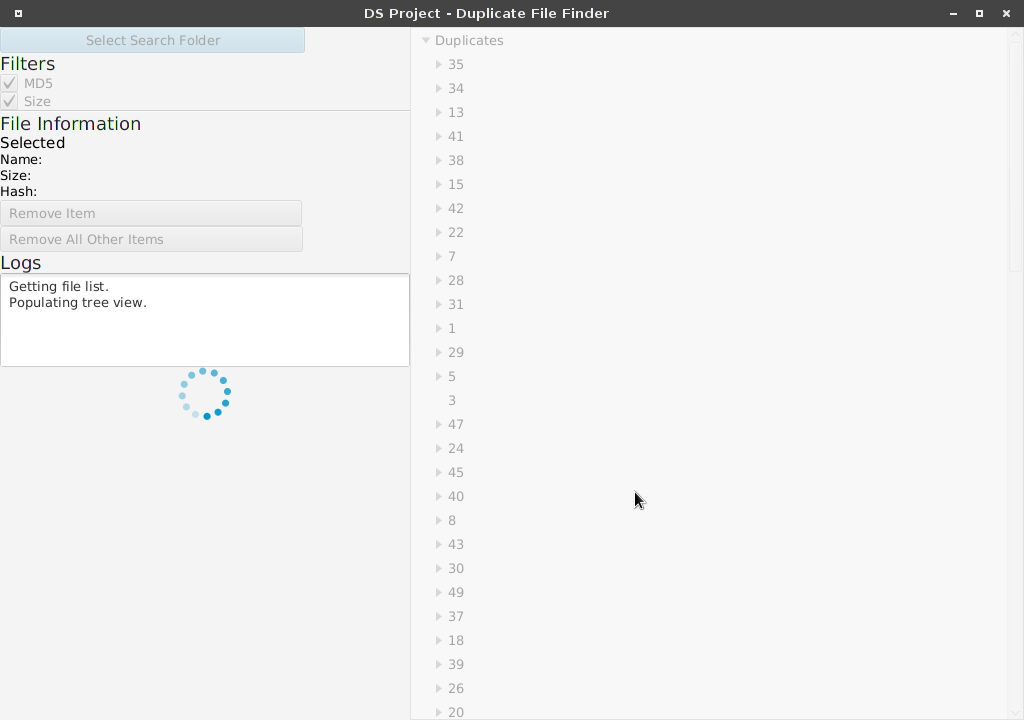 DS Project - Duplicate File Finder
Select Search Folder
Filters
MD5
Size
File Information
Selected
Name:
Size:
Hash:
Remove Item
Remove All Other Items
Logs
Getting file list.
Populating tree view.
Duplicates
35
34
13
41
38
15
42
22
7
28
31
1
29
5
3
47
24
45
40
8
43
30
49
37
18
39
26
20